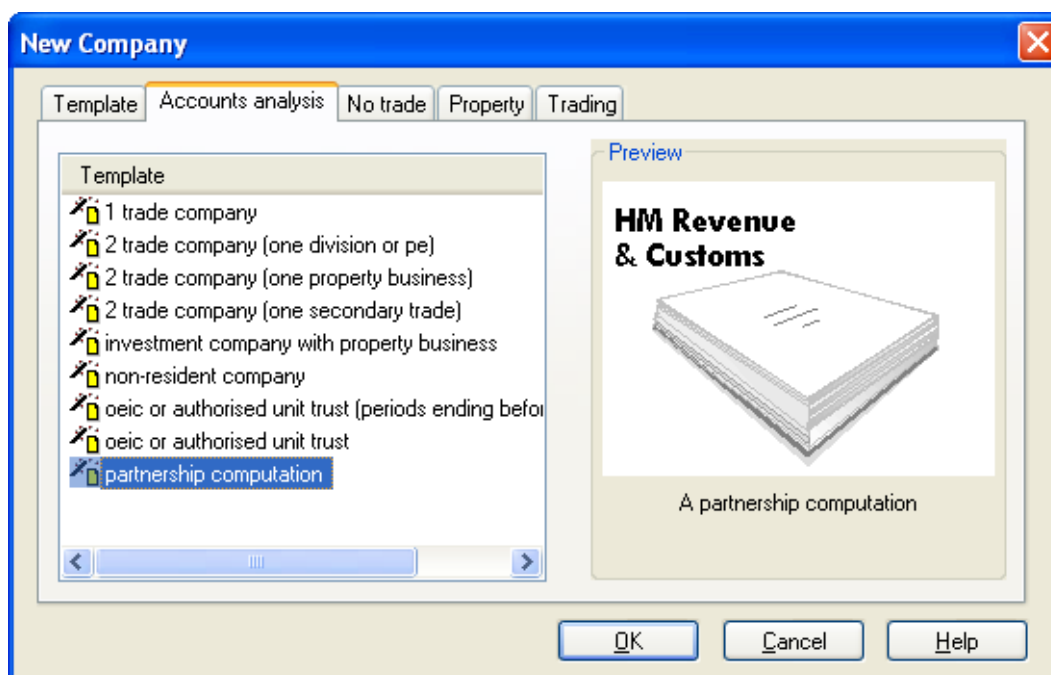 New Company
Template Accounts analysis No trade Property Trading
Template
1 trade company
2 trade company (one division or pe)
2 trade company (one property business)
2 trade company (one secondary trade)
investment company with property business
non-resident company
oeic or authorised unit trust (periods ending befor
oeic or authorised unit trust
partnership computation
Preview
HM Revenue
& Customs
A partnership computation
OK Cancel Help